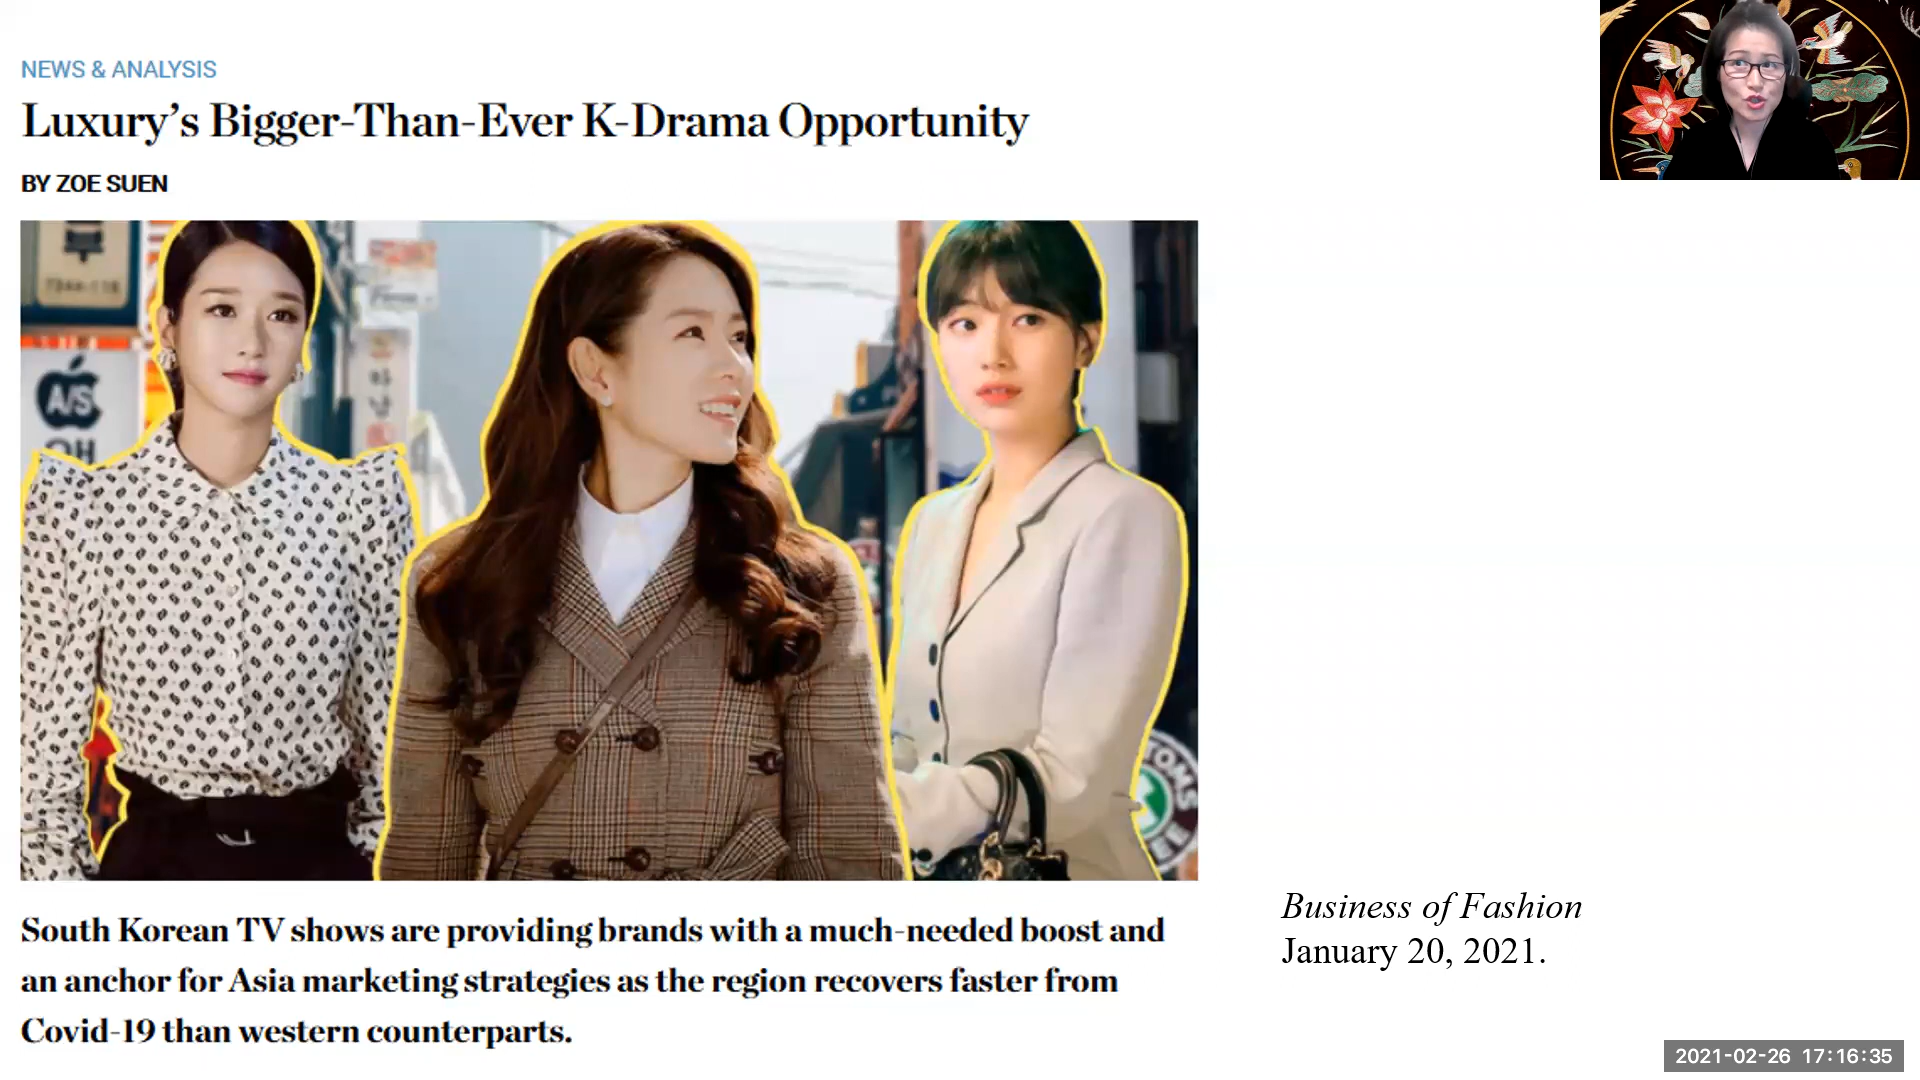 NEWS & ANALYSIS
Luxury’s Bigger-Than-Ever K-Drama Opportunity
BY ZOE SUEN
A/S
South Korean TV shows are providing brands with a much-needed boost and
an anchor for Asia marketing strategies as the region recovers faster from
Covid-19 than western counterparts.
Business of Fashion
January 20, 2021.
2021-02-26 17:16:35